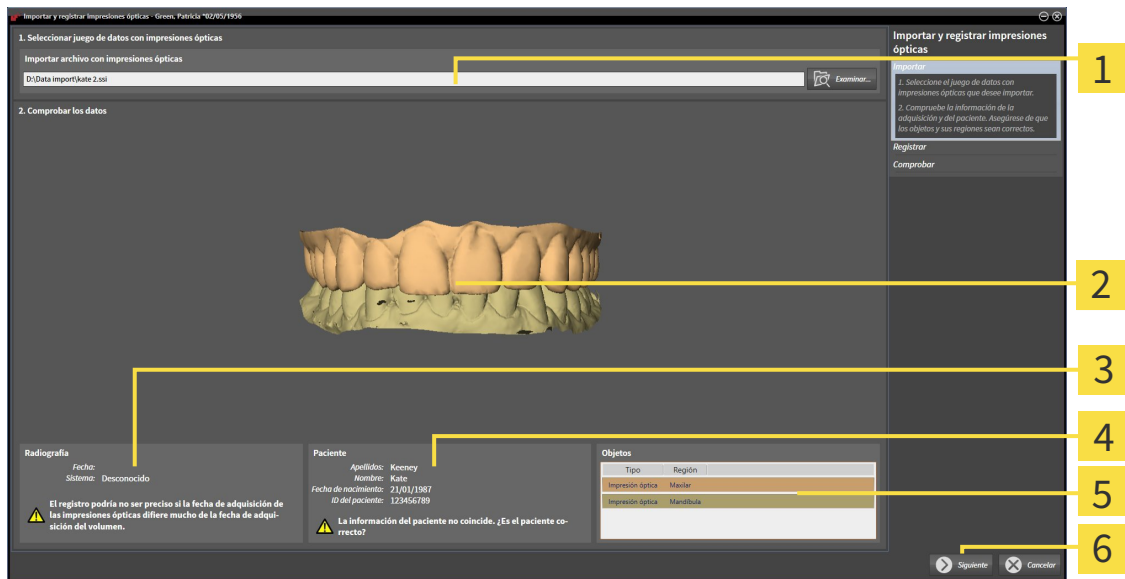 Importar y registrar impresiones ópticas - Green, Patricia *02/05/1956
1. Seleccionar juego de datos con impresiones ópticas
Importar archivo con impresiones ópticas
D:\Data import\kate 2.ssi
Examinar...
2. Comprobar los datos
Importar y registrar impresiones
ópticas
Importar
1. Seleccione el juego de datos con
impresiones ópticas que desee importar.
2. Compruebe la información de la
adquisición y del paciente. Asegúrese de que
los objetos y sus regiones sean correctos.
Registrar
Comprobar
1
2
3
4
5
6
Radiografía
Fecha:
Sistema: Desconocido
El registro podría no ser preciso si la fecha de adquisición de
las impresiones ópticas difiere mucho de la fecha de adqui-
sición del volumen.
Paciente
Apellidos: Keeney
Nombre: Kate
Fecha de nacimiento: 21/01/1987
ID del paciente: 123456789
La información del paciente no coincide. ¿Es el paciente co-
rrecto?
Objetos
Tipo Región
Impresión óptica Maxilar
Impresión óptica Mandíbula
Siguiente Cancelar